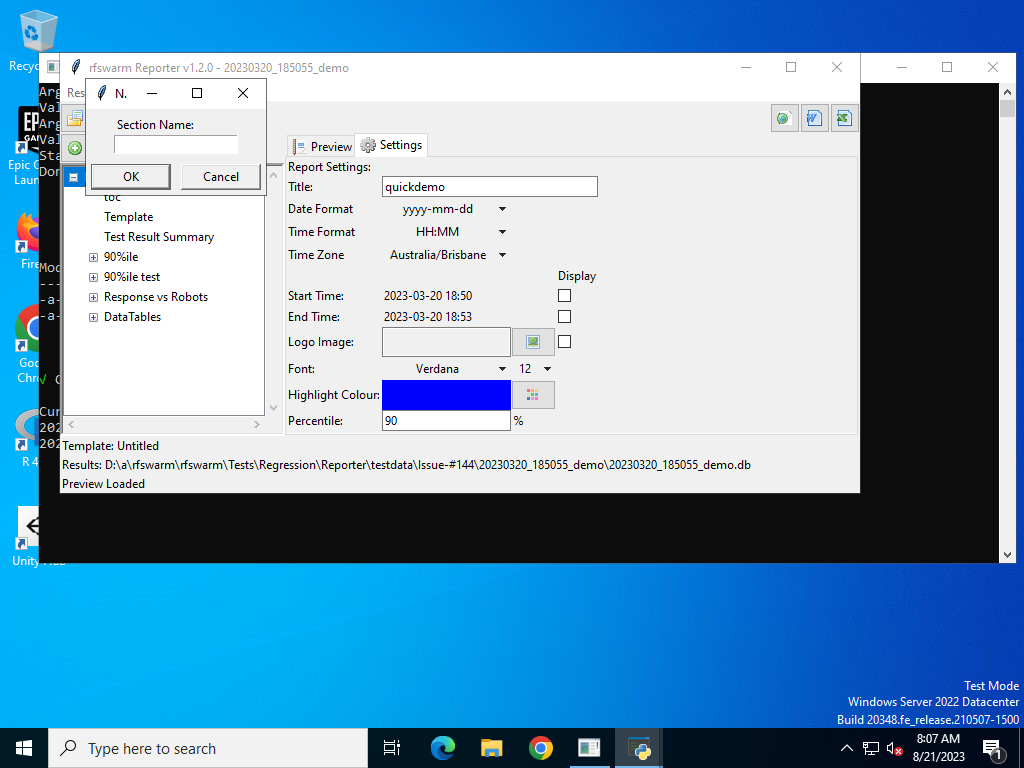 Recyc
rfswarm Reporter v1.2.0 - 20230320_185055_demo
Res
N.
Section Name:
OK
Cancel
Preview
Settings
Report Settings:
Title:
quickdemo
Date Format
yyyy-mm-dd
Time Format
HH:MM
Time Zone
Australia/Brisbane
Display
Start Time:
2023-03-20 18:50
End Time:
2023-03-20 18:53
Logo Image:
Font:
Verdana
12
Highlight Colour:
Percentile:
90
%
toc
Template
Test Result Summary
90%ile
90%ile test
Response vs Robots
DataTables
Template: Untitled
Results: D:\a\rfswarm\rfswarm\Tests\Regression\Reporter\testdata\Issue-#144\20230320_185055_demo\20230320_185055_demo.db
Preview Loaded
Arg
Val
Arg
Val
Sta
Don
Mod
---
-a-
-a-
√ C
Cur
202
202
EPIC
GAMES
Epic G
Laun
Fire
Goo
Chro
R 4
Unity Hub
Test Mode
Windows Server 2022 Datacenter
Build 20348.fe_release.210507-1500
Type here to search
8:07 AM
8/21/2023
1